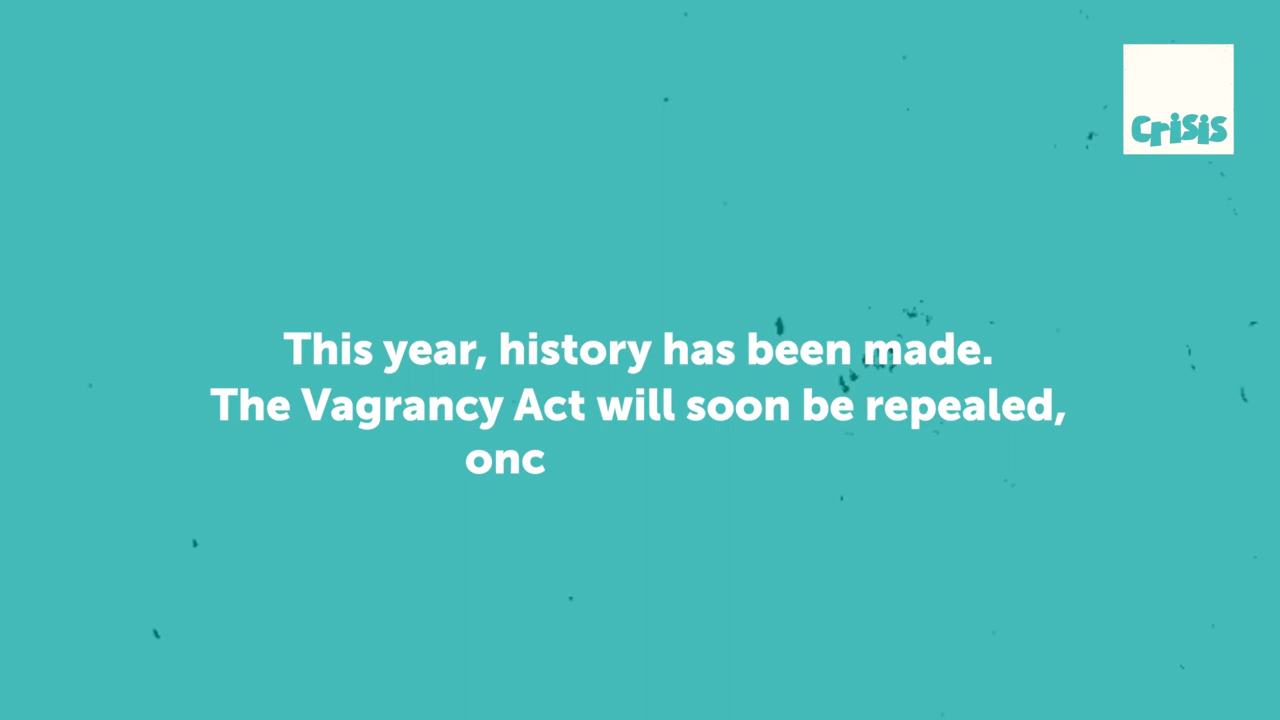 Crisis
This year, history has been made.
The Vagrancy Act will soon be repealed,
onc